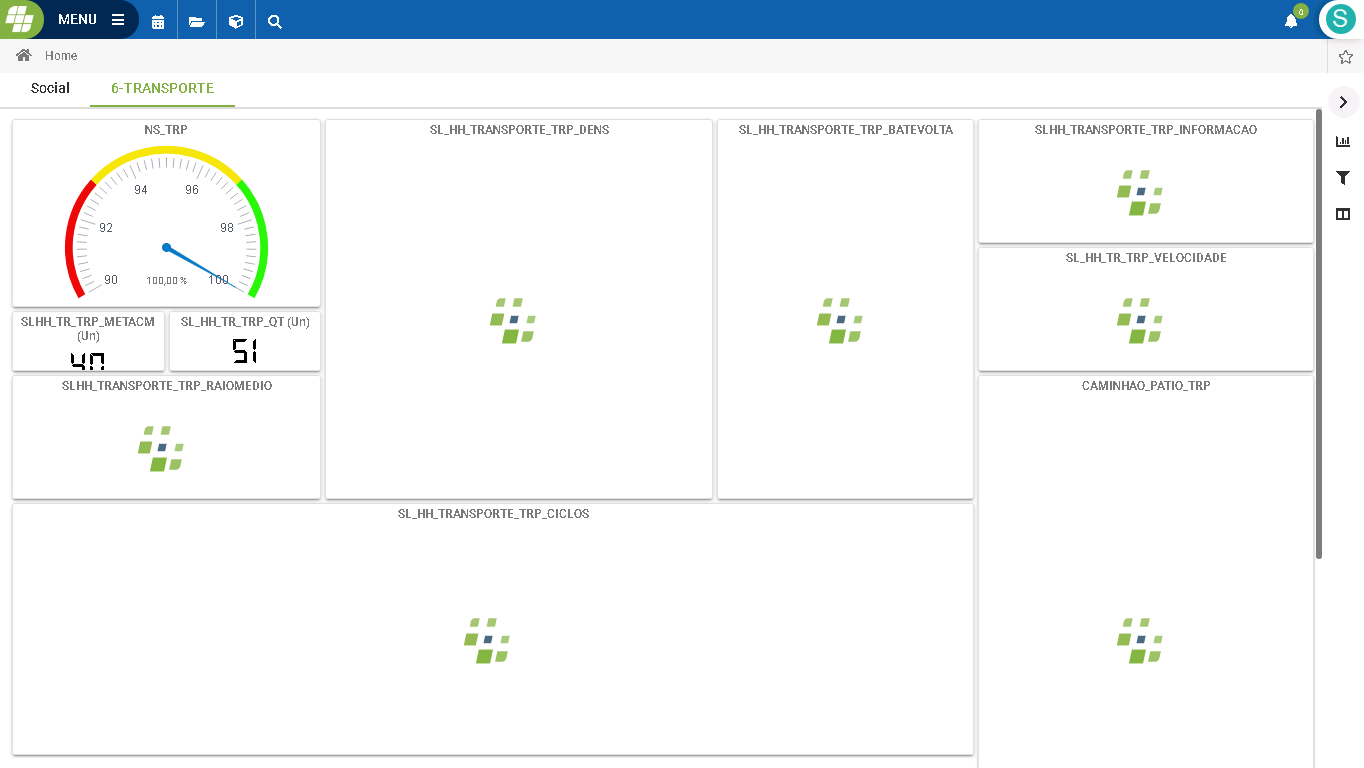 MENU
0
S
Home
Social
6-TRANSPORTE
NS_TRP
94
96
92
98
90
100,00 %
100
SL_HH_TRANSPORTE_TRP_DENS
SL_HH_TRANSPORTE_TRP_BATEVOLTA
SLHH_TRANSPORTE_TRP_INFORMACAO
SL_HH_TR_TRP_VELOCIDADE
SLHH_TR_TRP_METACM
(Un)
40
SL_HH_TR_TRP_QT (Un)
51
SLHH_TRANSPORTE_TRP_RAIOMEDIO
CAMINHAO_PATIO_TRP
SL_HH_TRANSPORTE_TRP_CICLOS